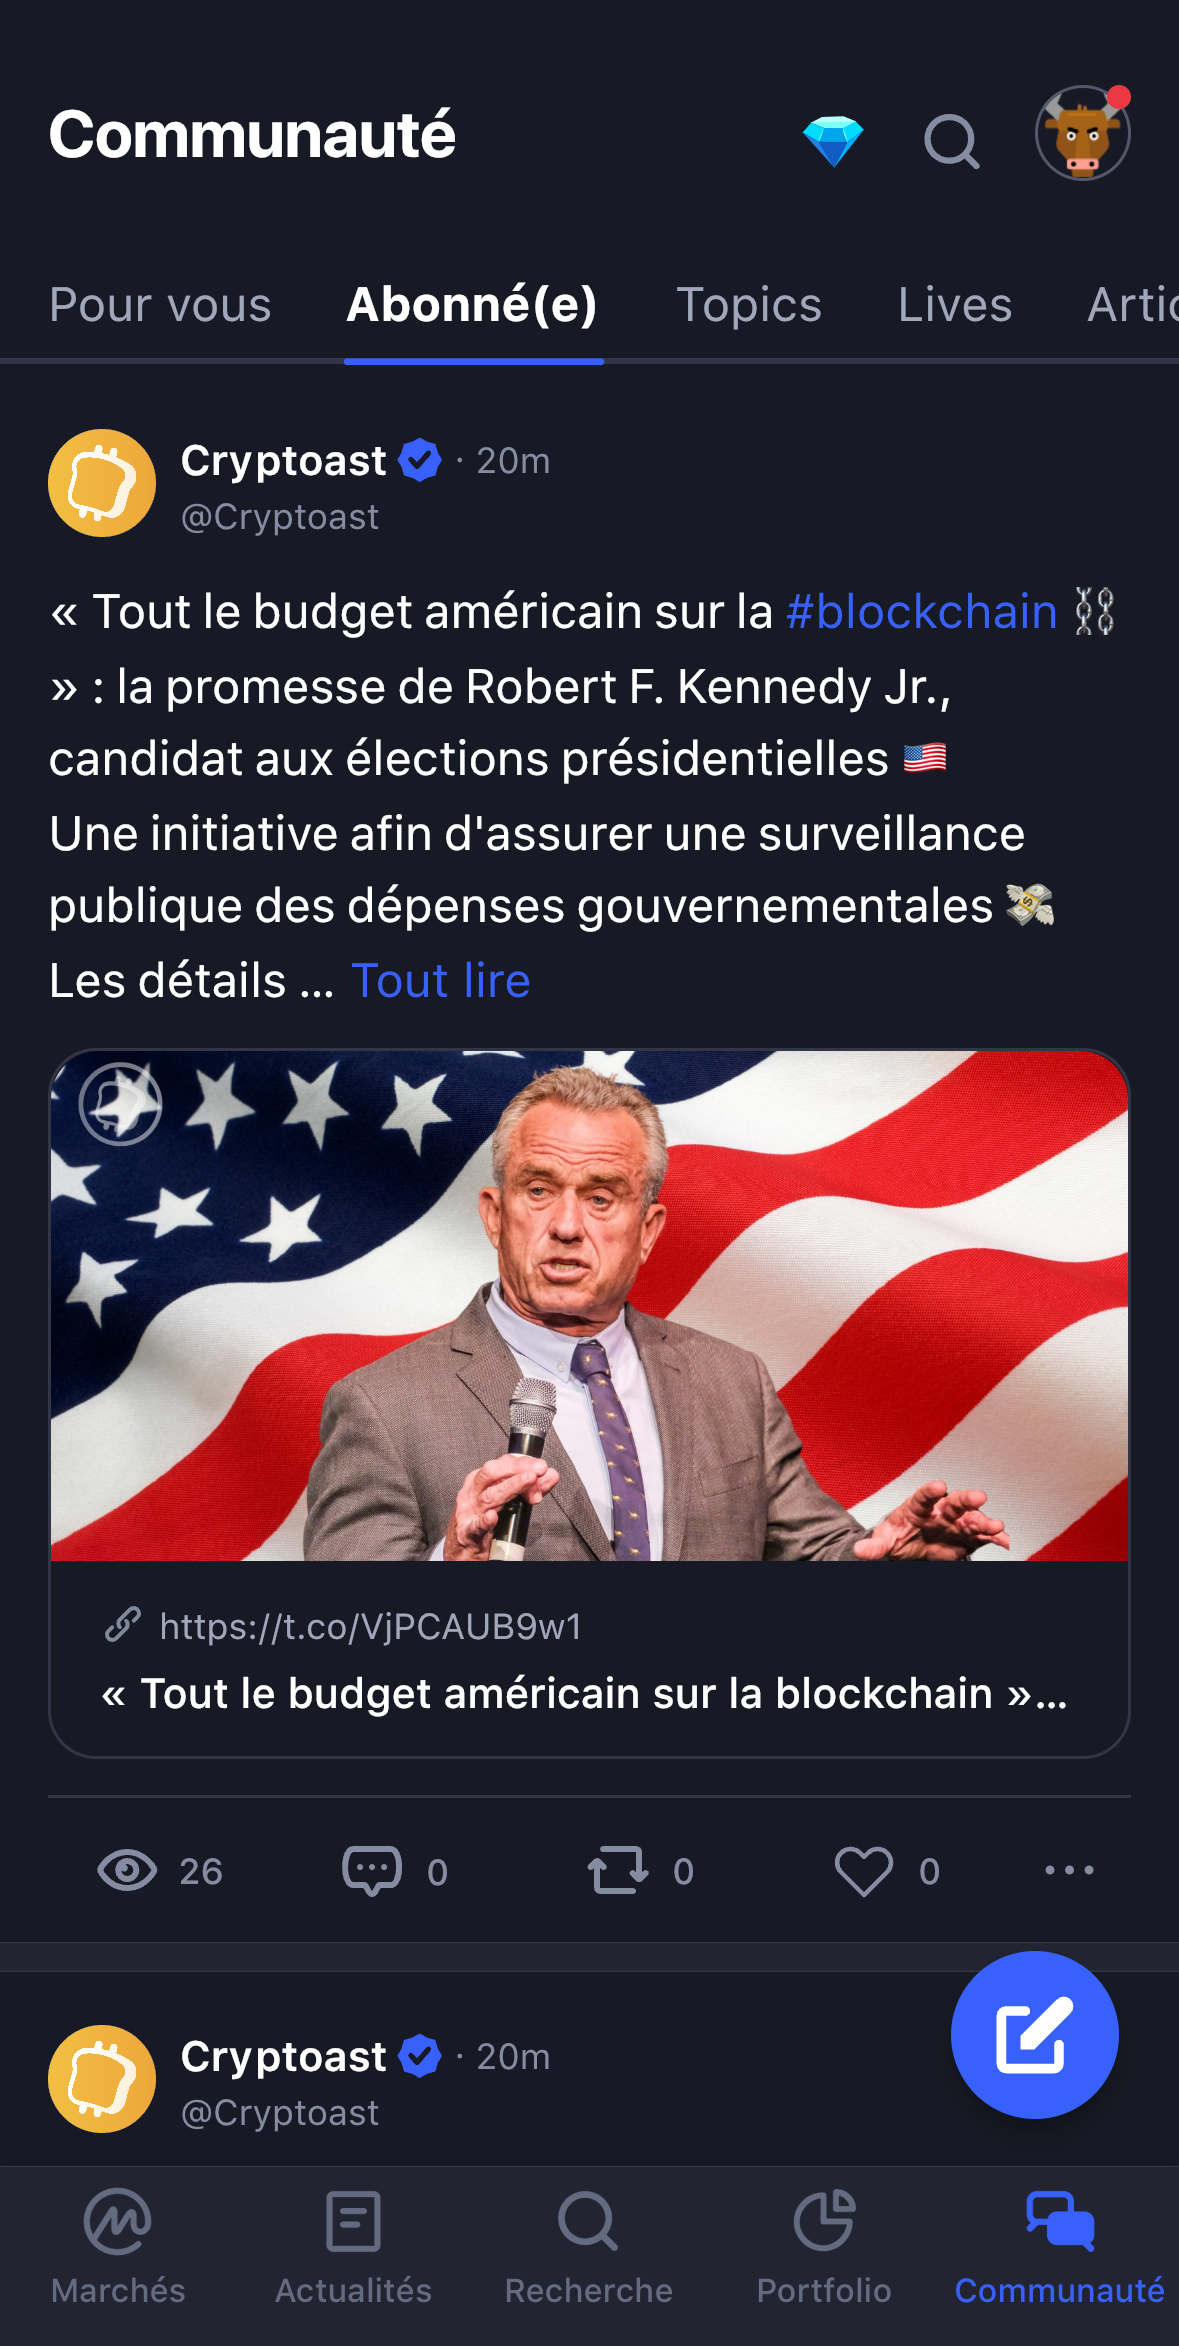 Communauté
Pour vous Abonné(e) Topics Lives Artic
Cryptoast · 20m
@Cryptoast
« Tout le budget américain sur la #blockchain ⛓️
» : la promesse de Robert F. Kennedy Jr.,
candidat aux élections présidentielles 🇺🇸
Une initiative afin d'assurer une surveillance
publique des dépenses gouvernementales 💸
Les détails ... Tout lire
https://t.co/VjPCAUB9w1
« Tout le budget américain sur la blockchain »...
26 0 0 0
Cryptoast · 20m
@Cryptoast
Marchés Actualités Recherche Portfolio Communauté